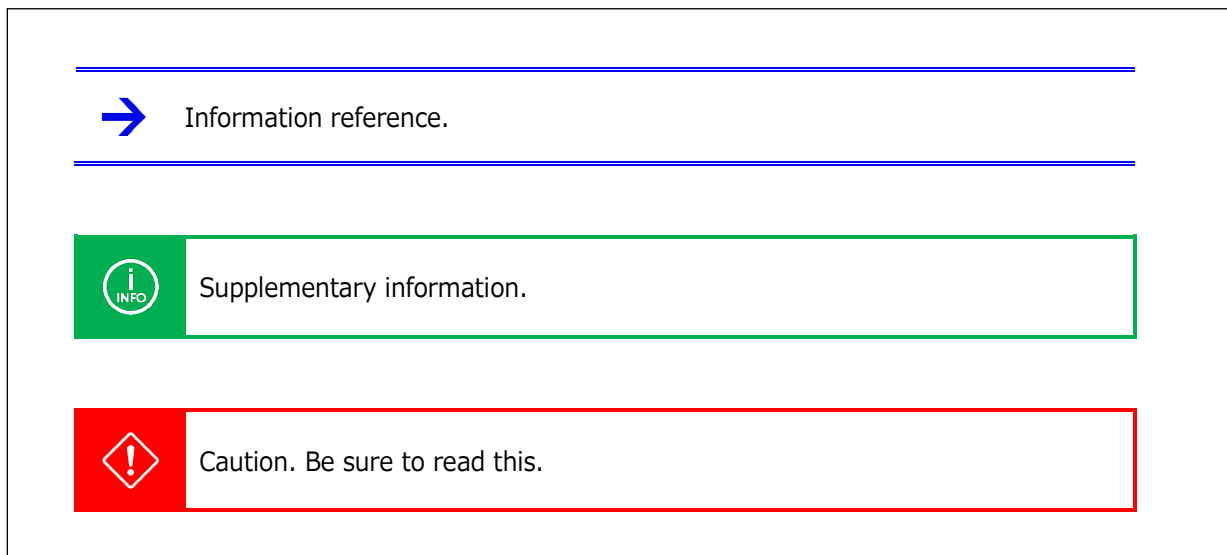 Information reference.
i
INFO
Supplementary information.
!
Caution. Be sure to read this.